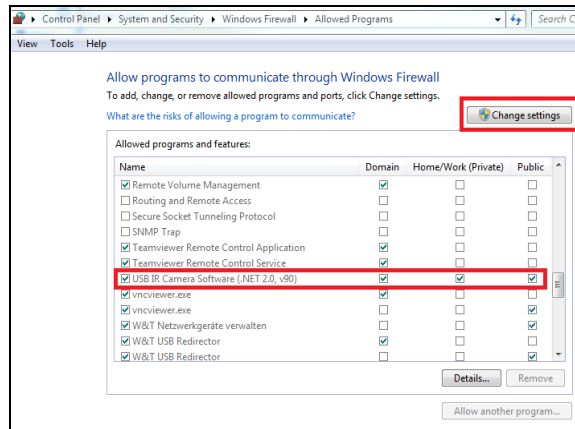 Control Panel ▸ System and Security ▸ Windows Firewall ▸ Allowed Programs Search C
View Tools Help
Allow programs to communicate through Windows Firewall
To add, change, or remove allowed programs and ports, click Change settings.
What are the risks of allowing a program to communicate?
Change settings
Allowed programs and features:
Name Domain Home/Work (Private) Public
Remote Volume Management
Routing and Remote Access
Secure Socket Tunneling Protocol
SNMP Trap
Teamviewer Remote Control Application
Teamviewer Remote Control Service
USB IR Camera Software (.NET 2.0, v90)
vncviewer.exe
vncviewer.exe
W&T Netzwerkgeräte verwalten
W&T USB Redirector
W&T USB Redirector
Details... Remove
Allow another program...